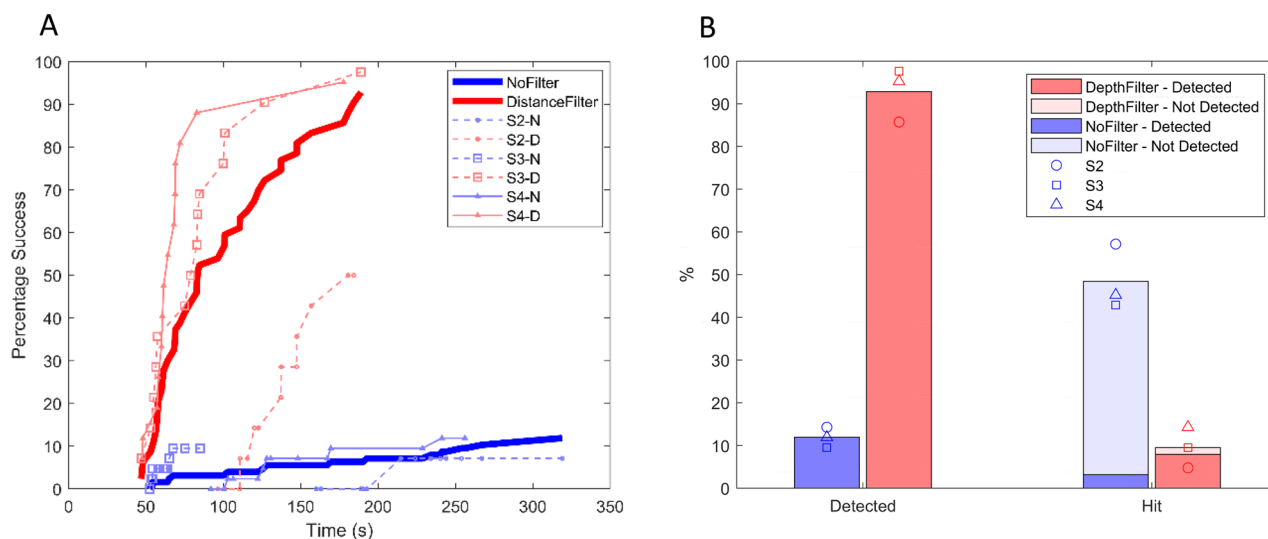 A
Percentage Success
100
90
80
70
60
50
40
30
20
10
0
0
50
100
150
200
250
300
350
Time (s)
NoFilter
DistanceFilter
S2-N
S2-D
S3-N
S3-D
S4-N
S4-D
B
%
100
90
80
70
60
50
40
30
20
10
0
Detected
Hit
DepthFilter - Detected
DepthFilter - Not Detected
NoFilter - Detected
NoFilter - Not Detected
S2
S3
S4